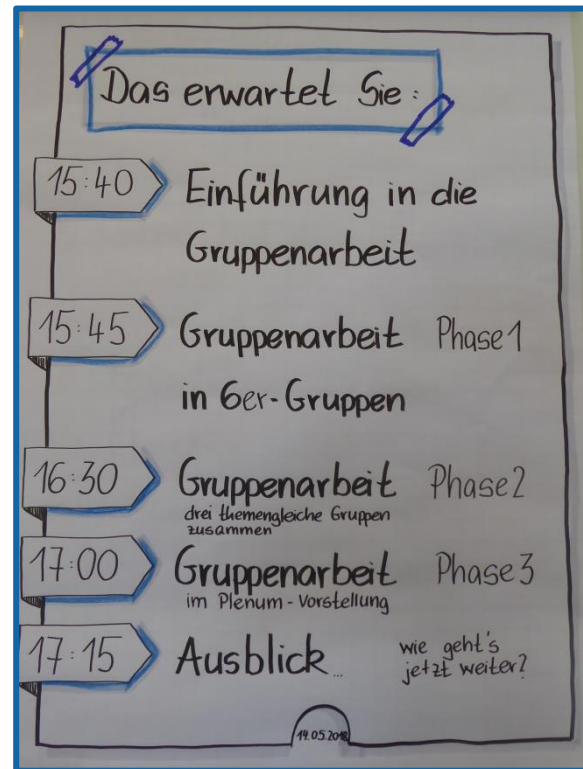 Das erwartet Sie:
15:40 Einführung in die
Gruppenarbeit
15:45 Gruppenarbeit Phase 1
in 6er-Gruppen
16:30 Gruppenarbeit Phase 2
drei themengleiche Gruppen
zusammen
17:00 Gruppenarbeit Phase 3
im Plenum-Vorstellung
17:15 Ausblick... wie geht's
jetzt weiter?
14.05.2018